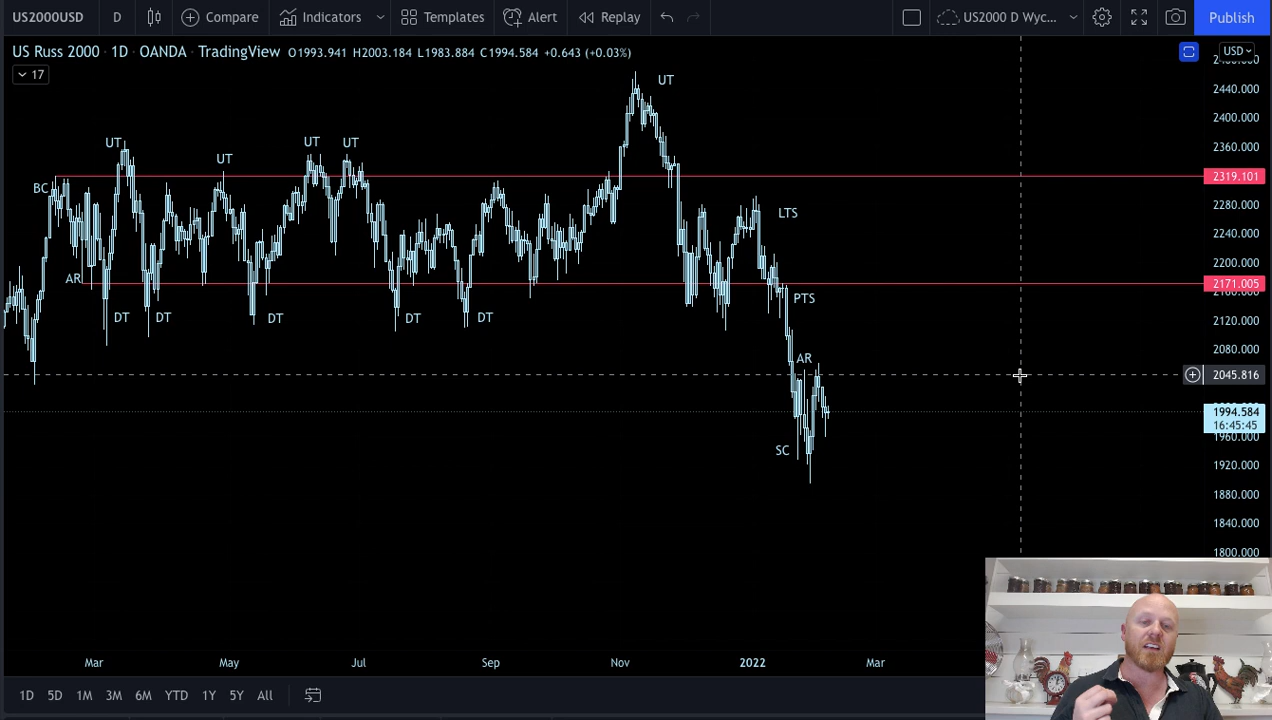 US2000USD D Compare Indicators Templates Alert Replay US2000 D Wyc... Publish
US Russ 2000 · 1D · OANDA · TradingView O1993.941 H2003.184 L1983.884 C1994.584 +0.643 (+0.03%)
USD
17
2440.000
2400.000
2360.000
2319.101
2280.000
2240.000
2200.000
2171.005
2120.000
2080.000
2045.816
1994.584
16:45:45
1960.000
1920.000
1880.000
1840.000
1800.000
UT
UT
UT
UT
UT
BC
LTS
AR
PTS
DT
DT
DT
DT
DT
AR
SC
Mar May Jul Sep Nov 2022 Mar
1D 5D 1M 3M 6M YTD 1Y 5Y All